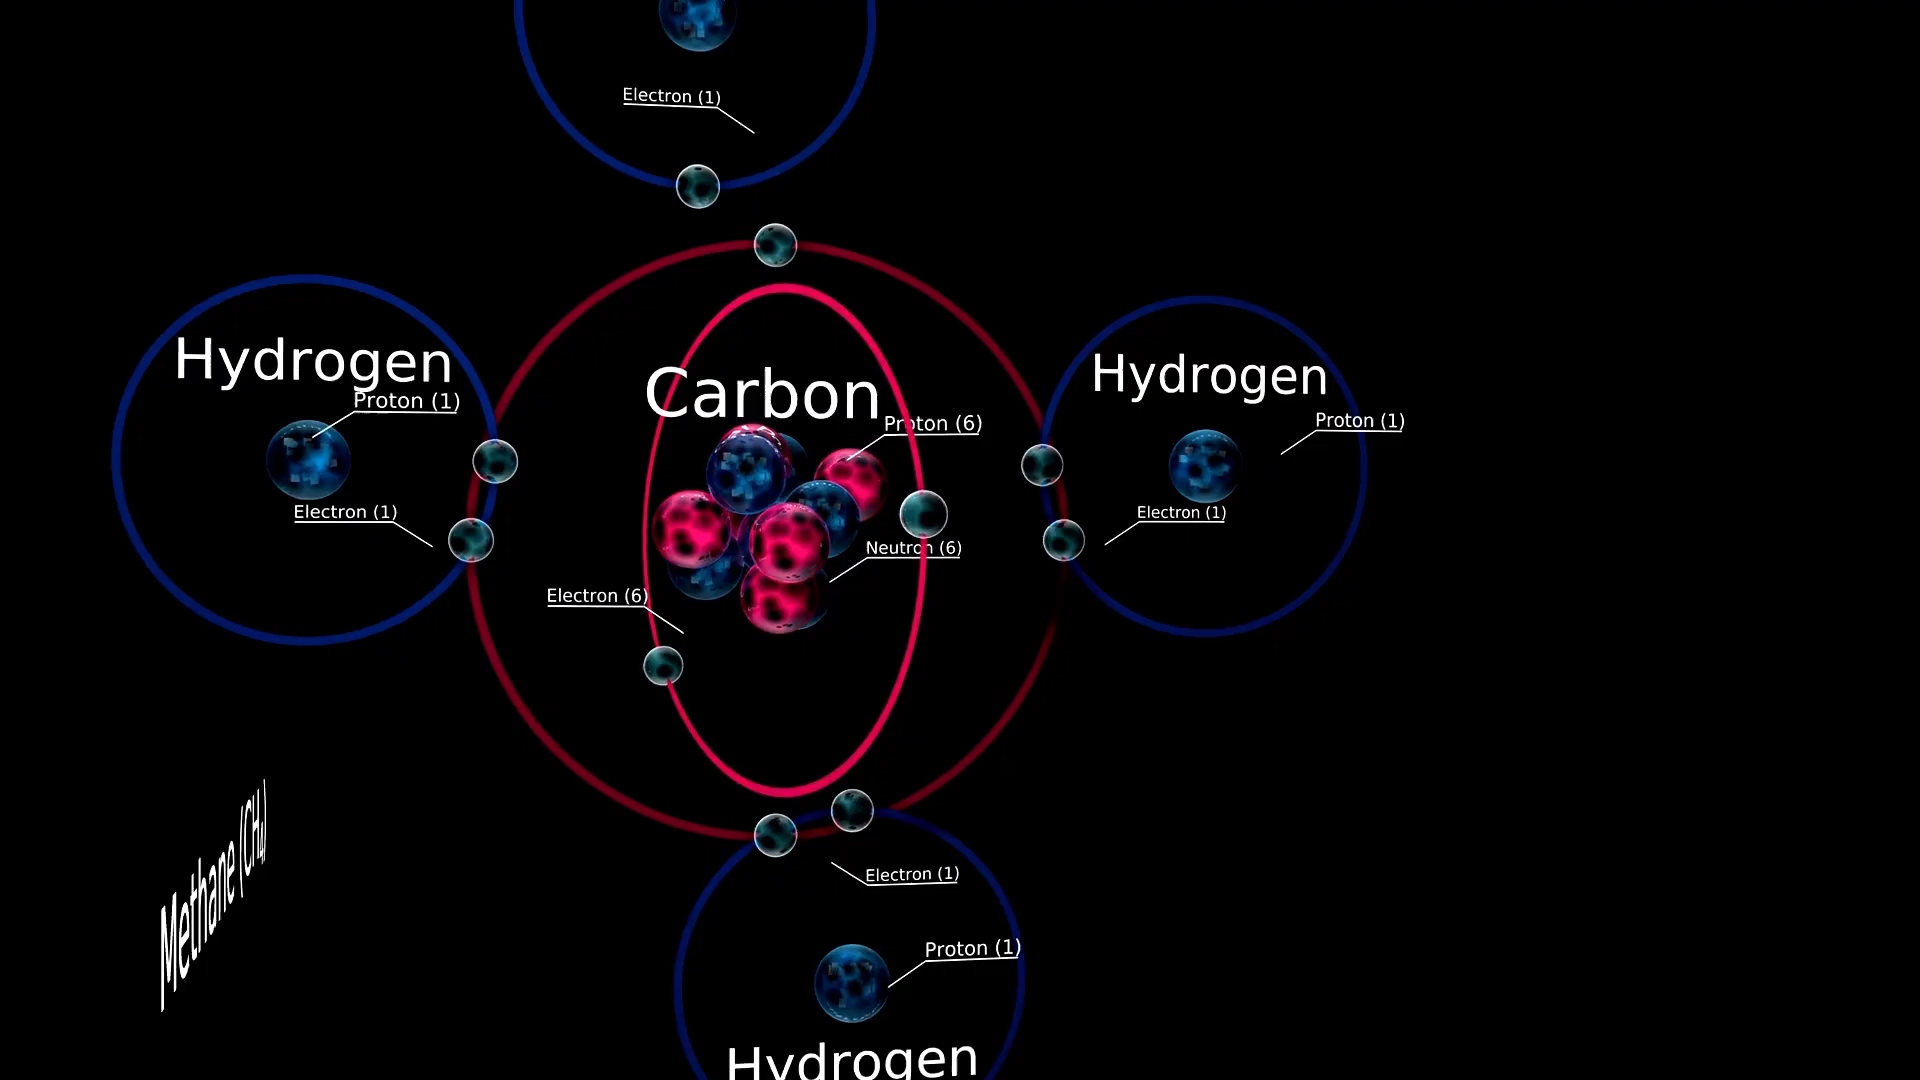 Electron (1)
Hydrogen
Proton (1)
Electron (1)
Carbon
Proton (6)
Neutron (6)
Electron (6)
Hydrogen
Proton (1)
Electron (1)
Electron (1)
Proton (1)
Hydrogen
Methane (CH₄)